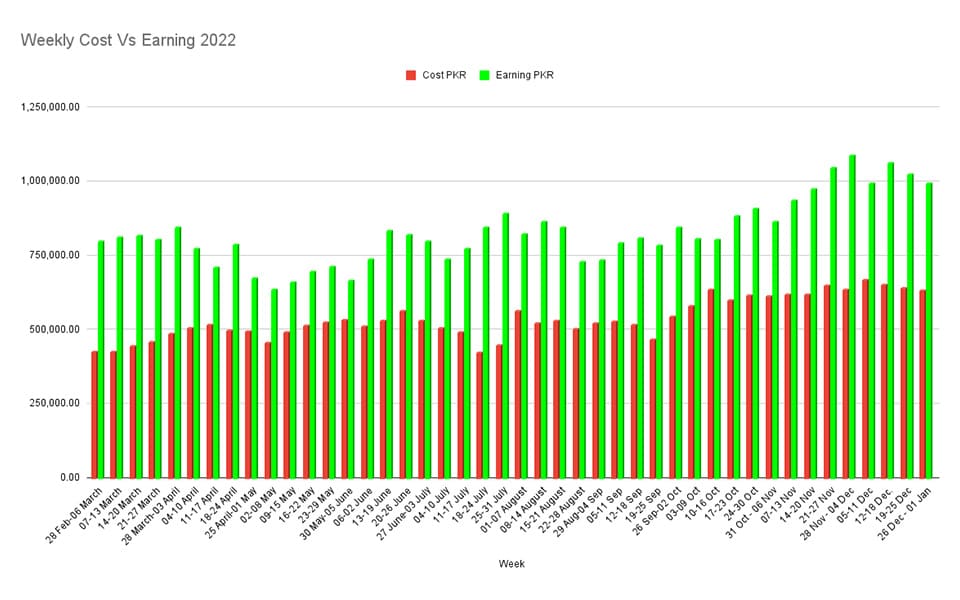 Weekly Cost Vs Earning 2022
Cost PKR
Earning PKR
1,250,000.00
1,000,000.00
750,000.00
500,000.00
250,000.00
0.00
28 Feb-06 March
07-13 March
14-20 March
21-27 March
28 March-03 April
04-10 April
11-17 April
18-24 April
25 April-01 May
02-08 May
09-15 May
16-22 May
23-29 May
30 May-05 June
06-02 June
13-19 June
20-26 June
27 June-03 July
04-10 July
11-17 July
18-24 July
25-31 July
01-07 August
08-14 August
15-21 August
22-28 August
29 Aug-04 Sep
05-11 Sep
12-18 Sep
19-25 Sep
26 Sep-02 Oct
03-09 Oct
10-16 Oct
17-23 Oct
24-30 Oct
31 Oct - 06 Nov
07-13 Nov
14-20 Nov
21-27 Nov
28 Nov - 04 Dec
05-11 Dec
12-18 Dec.
19-25 Dec
26 Dec - 01 Jan
Week